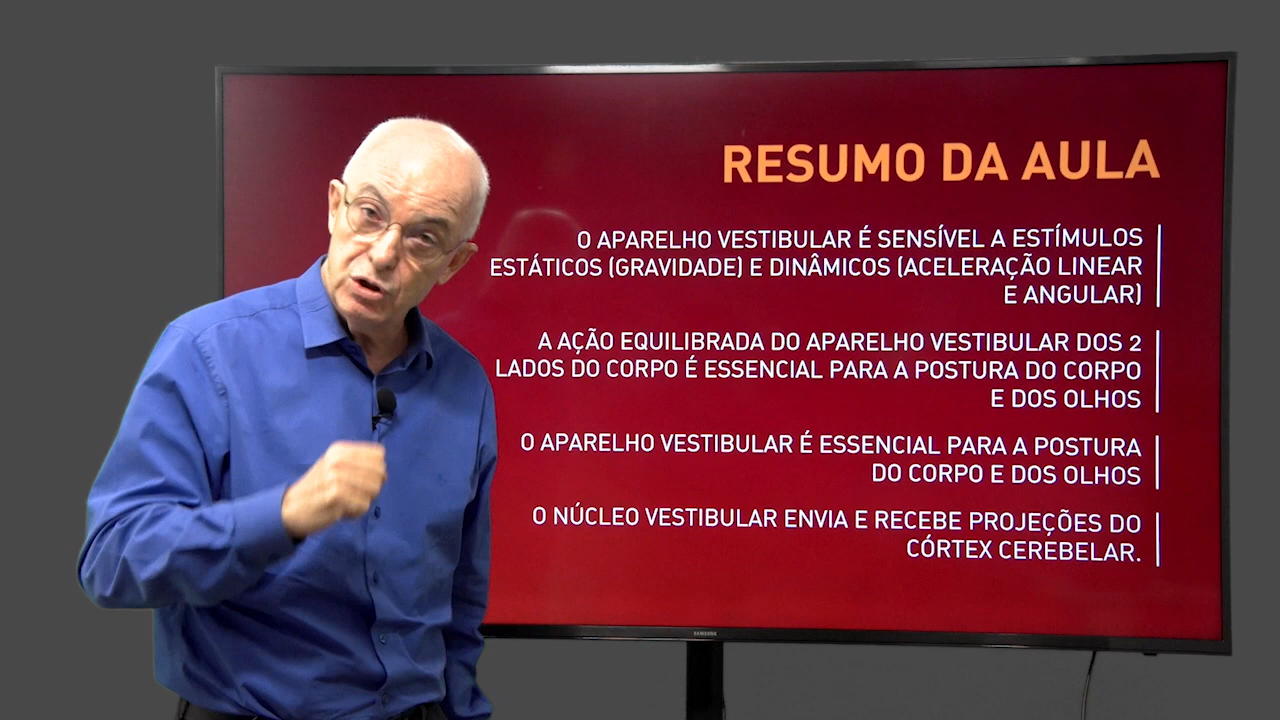 RESUMO DA AULA
O APARELHO VESTIBULAR É SENSÍVEL A ESTÍMULOS
ESTÁTICOS (GRAVIDADE) E DINÂMICOS (ACELERAÇÃO LINEAR
E ANGULAR)
A AÇÃO EQUILIBRADA DO APARELHO VESTIBULAR DOS 2
LADOS DO CORPO É ESSENCIAL PARA A POSTURA DO CORPO
E DOS OLHOS
O APARELHO VESTIBULAR É ESSENCIAL PARA A POSTURA
DO CORPO E DOS OLHOS
O NÚCLEO VESTIBULAR ENVIA E RECEBE PROJEÇÕES DO
CÓRTEX CEREBELAR.
SAMSUNG